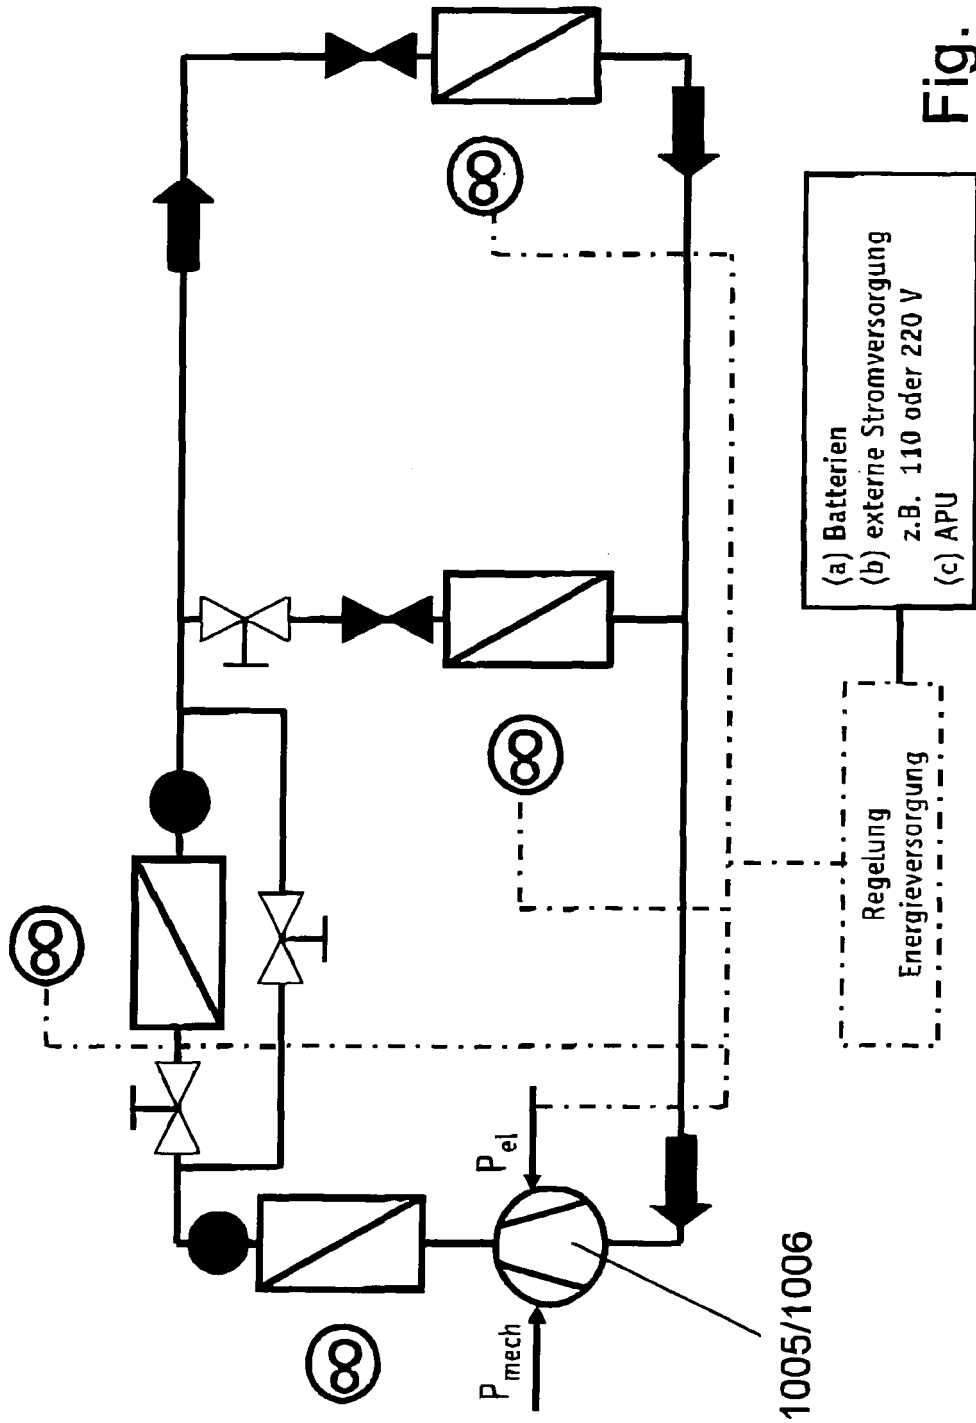 Fig.
P_mech
P_el
1005/1006
Regelung
Energieversorgung
(a) Batterien
(b) externe Stromversorgung
z.B. 110 oder 220 V
(c) APU